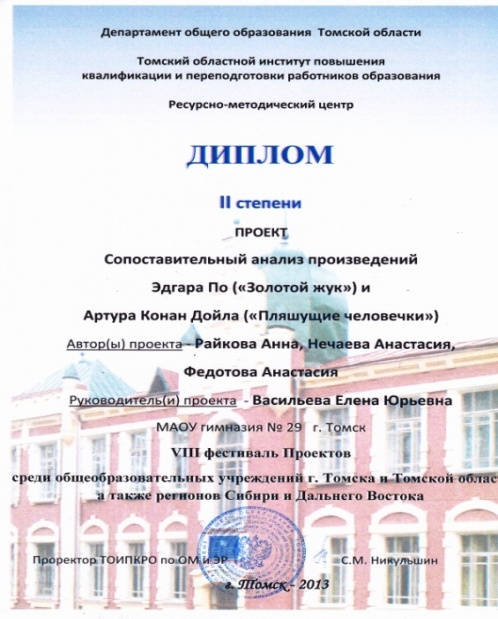 Департамент общего образования Томской области
Томский областной институт повышения
квалификации и переподготовки работников образования
Ресурсно-методический центр
ДИПЛОМ
II степени
ПРОЕКТ
Сопоставительный анализ произведений
Эдгара По («Золотой жук») и
Артура Конан Дойла («Пляшущие человечки»)
Автор(ы) проекта - Райкова Анна, Нечаева Анастасия,
Федотова Анастасия
Руководитель(и) проекта - Васильева Елена Юрьевна
МАОУ гимназия № 29 г. Томск
VIII фестиваль Проектов
среди общеобразовательных учреждений г. Томска и Томской облас
а также регионов Сибири и Дальнего Востока
Проректор ТОИПКРО по ОМ и ЭР С.М. Никульшин
г. Томск - 2013